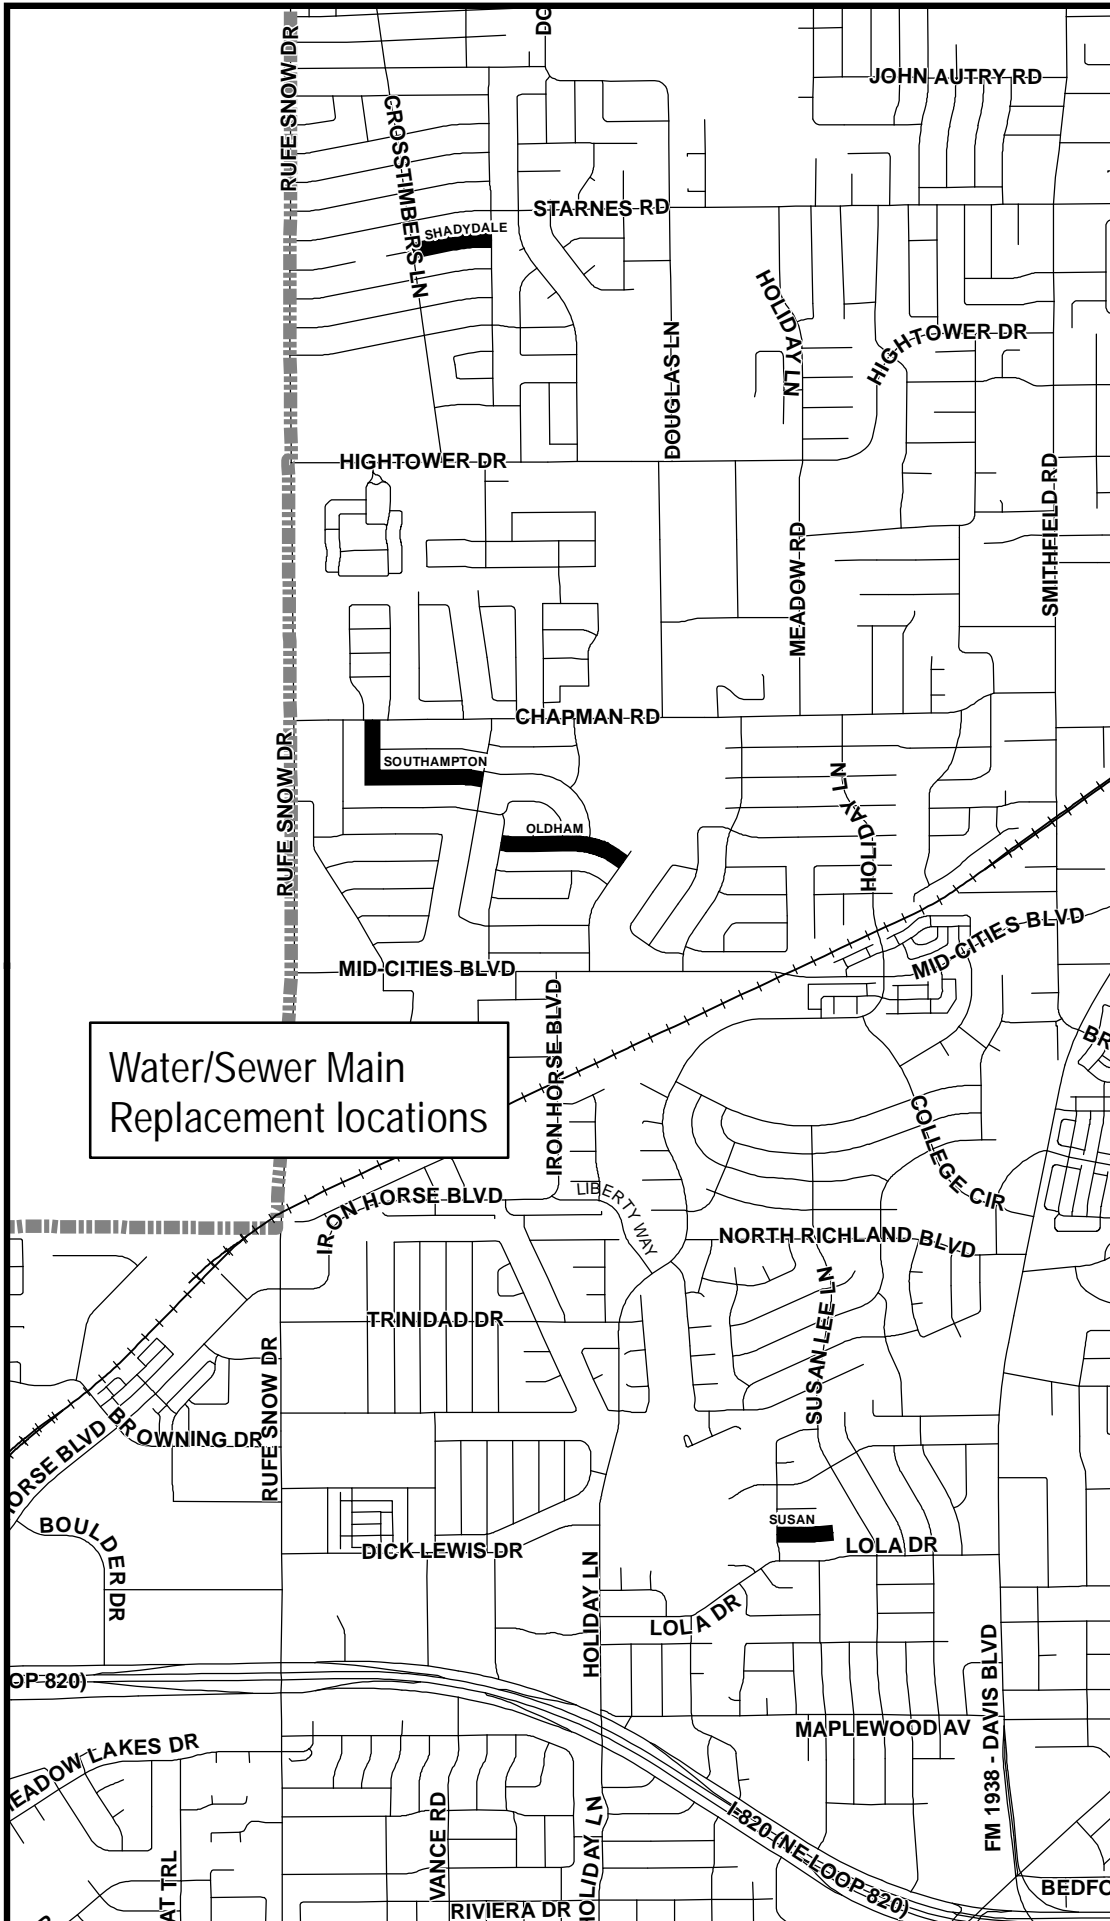 DO
JOHN AUTRY RD
RUFE SNOW DR
CROSSTIMBERS LN
STARNES RD
SHADYDALE
HOLIDAY LN
HIGHTOWER DR
DOUGLAS LN
HIGHTOWER DR
SMITHFIELD RD
MEADOW RD
CHAPMAN RD
RUFE SNOW DR
SOUTHAMPTON
HOLIDAY LN
OLDHAM
MID-CITIES BLVD
MID-CITIES BLVD
IRON HORSE BLVD
BR
Water/Sewer Main
Replacement locations
COLLEGE CIR
IRON HORSE BLVD
LIBERTY WAY
NORTH RICHLAND BLVD
TRINIDAD DR
SUSAN LEE LN
RUFE SNOW DR
BROWNING DR
HORSE BLVD
BOULDER DR
SUSAN
LOLA DR
DICK LEWIS DR
HOLIDAY LN
LOLA DR
OP 820)
FM 1938 - DAVIS BLVD
MAPLEWOOD AV
MEADOW LAKES DR
VANCE RD
HOLIDAY LN
I-820 (NE LOOP 820)
AT TRL
BEDFO
RIVIERA DR